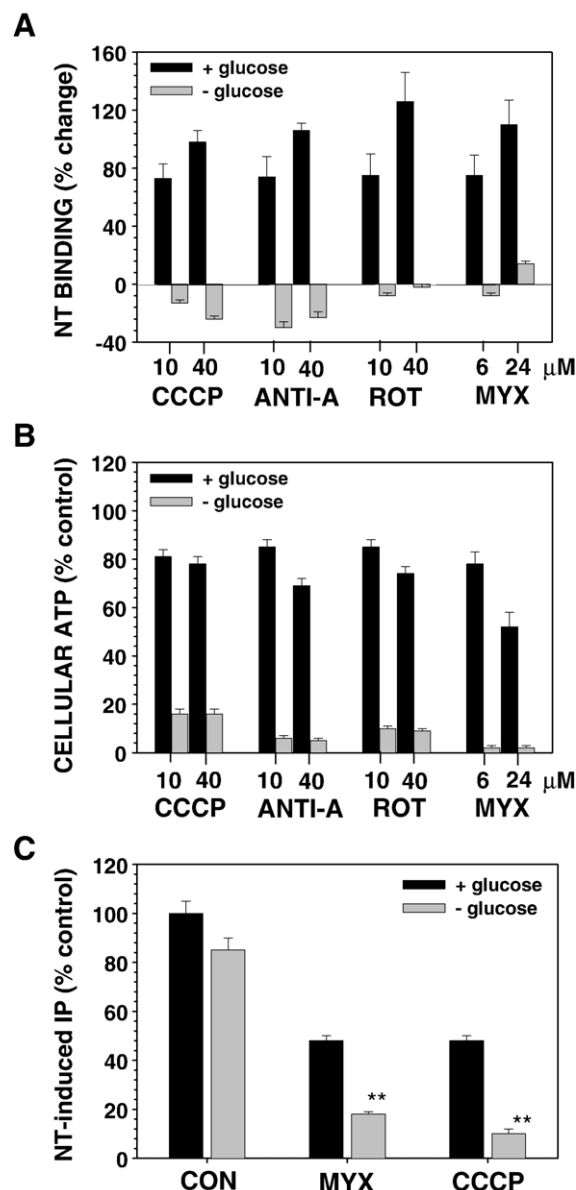 A
NT BINDING (% change)
160
120
80
40
0
-40
+ glucose
- glucose
10 40 10 40 10 40 6 24 μM
CCCP ANTI-A ROT MYX
B
CELLULAR ATP (% control)
120
100
80
60
40
20
0
+ glucose
- glucose
10 40 10 40 10 40 6 24 μM
CCCP ANTI-A ROT MYX
C
NT-induced IP (% control)
120
100
80
60
40
20
0
+ glucose
- glucose
**
**
CON MYX CCCP